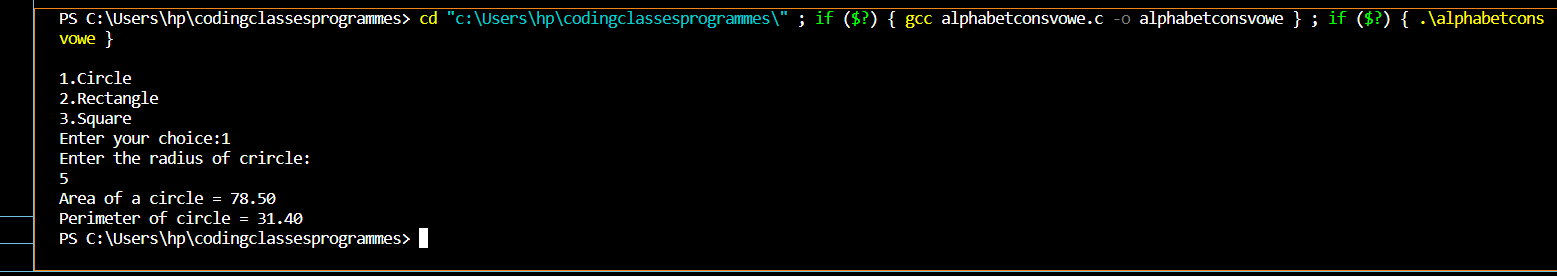 PS C:\Users\hp\codingclassesprogrammes> cd "c:\Users\hp\codingclassesprogrammes\" ; if ($?) { gcc alphabetconsvowe.c -o alphabetconsvowe } ; if ($?) { .\alphabetcons
vowe }
1.Circle
2.Rectangle
3.Square
Enter your choice:1
Enter the radius of crircle:
5
Area of a circle = 78.50
Perimeter of circle = 31.40
PS C:\Users\hp\codingclassesprogrammes>